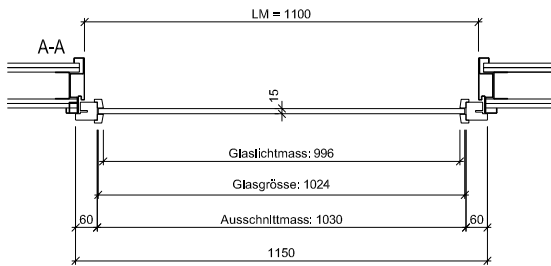 LM = 1100
A-A
15
Glaslichtmass: 996
Glasgrösse: 1024
60 Ausschnittmass: 1030 60
1150